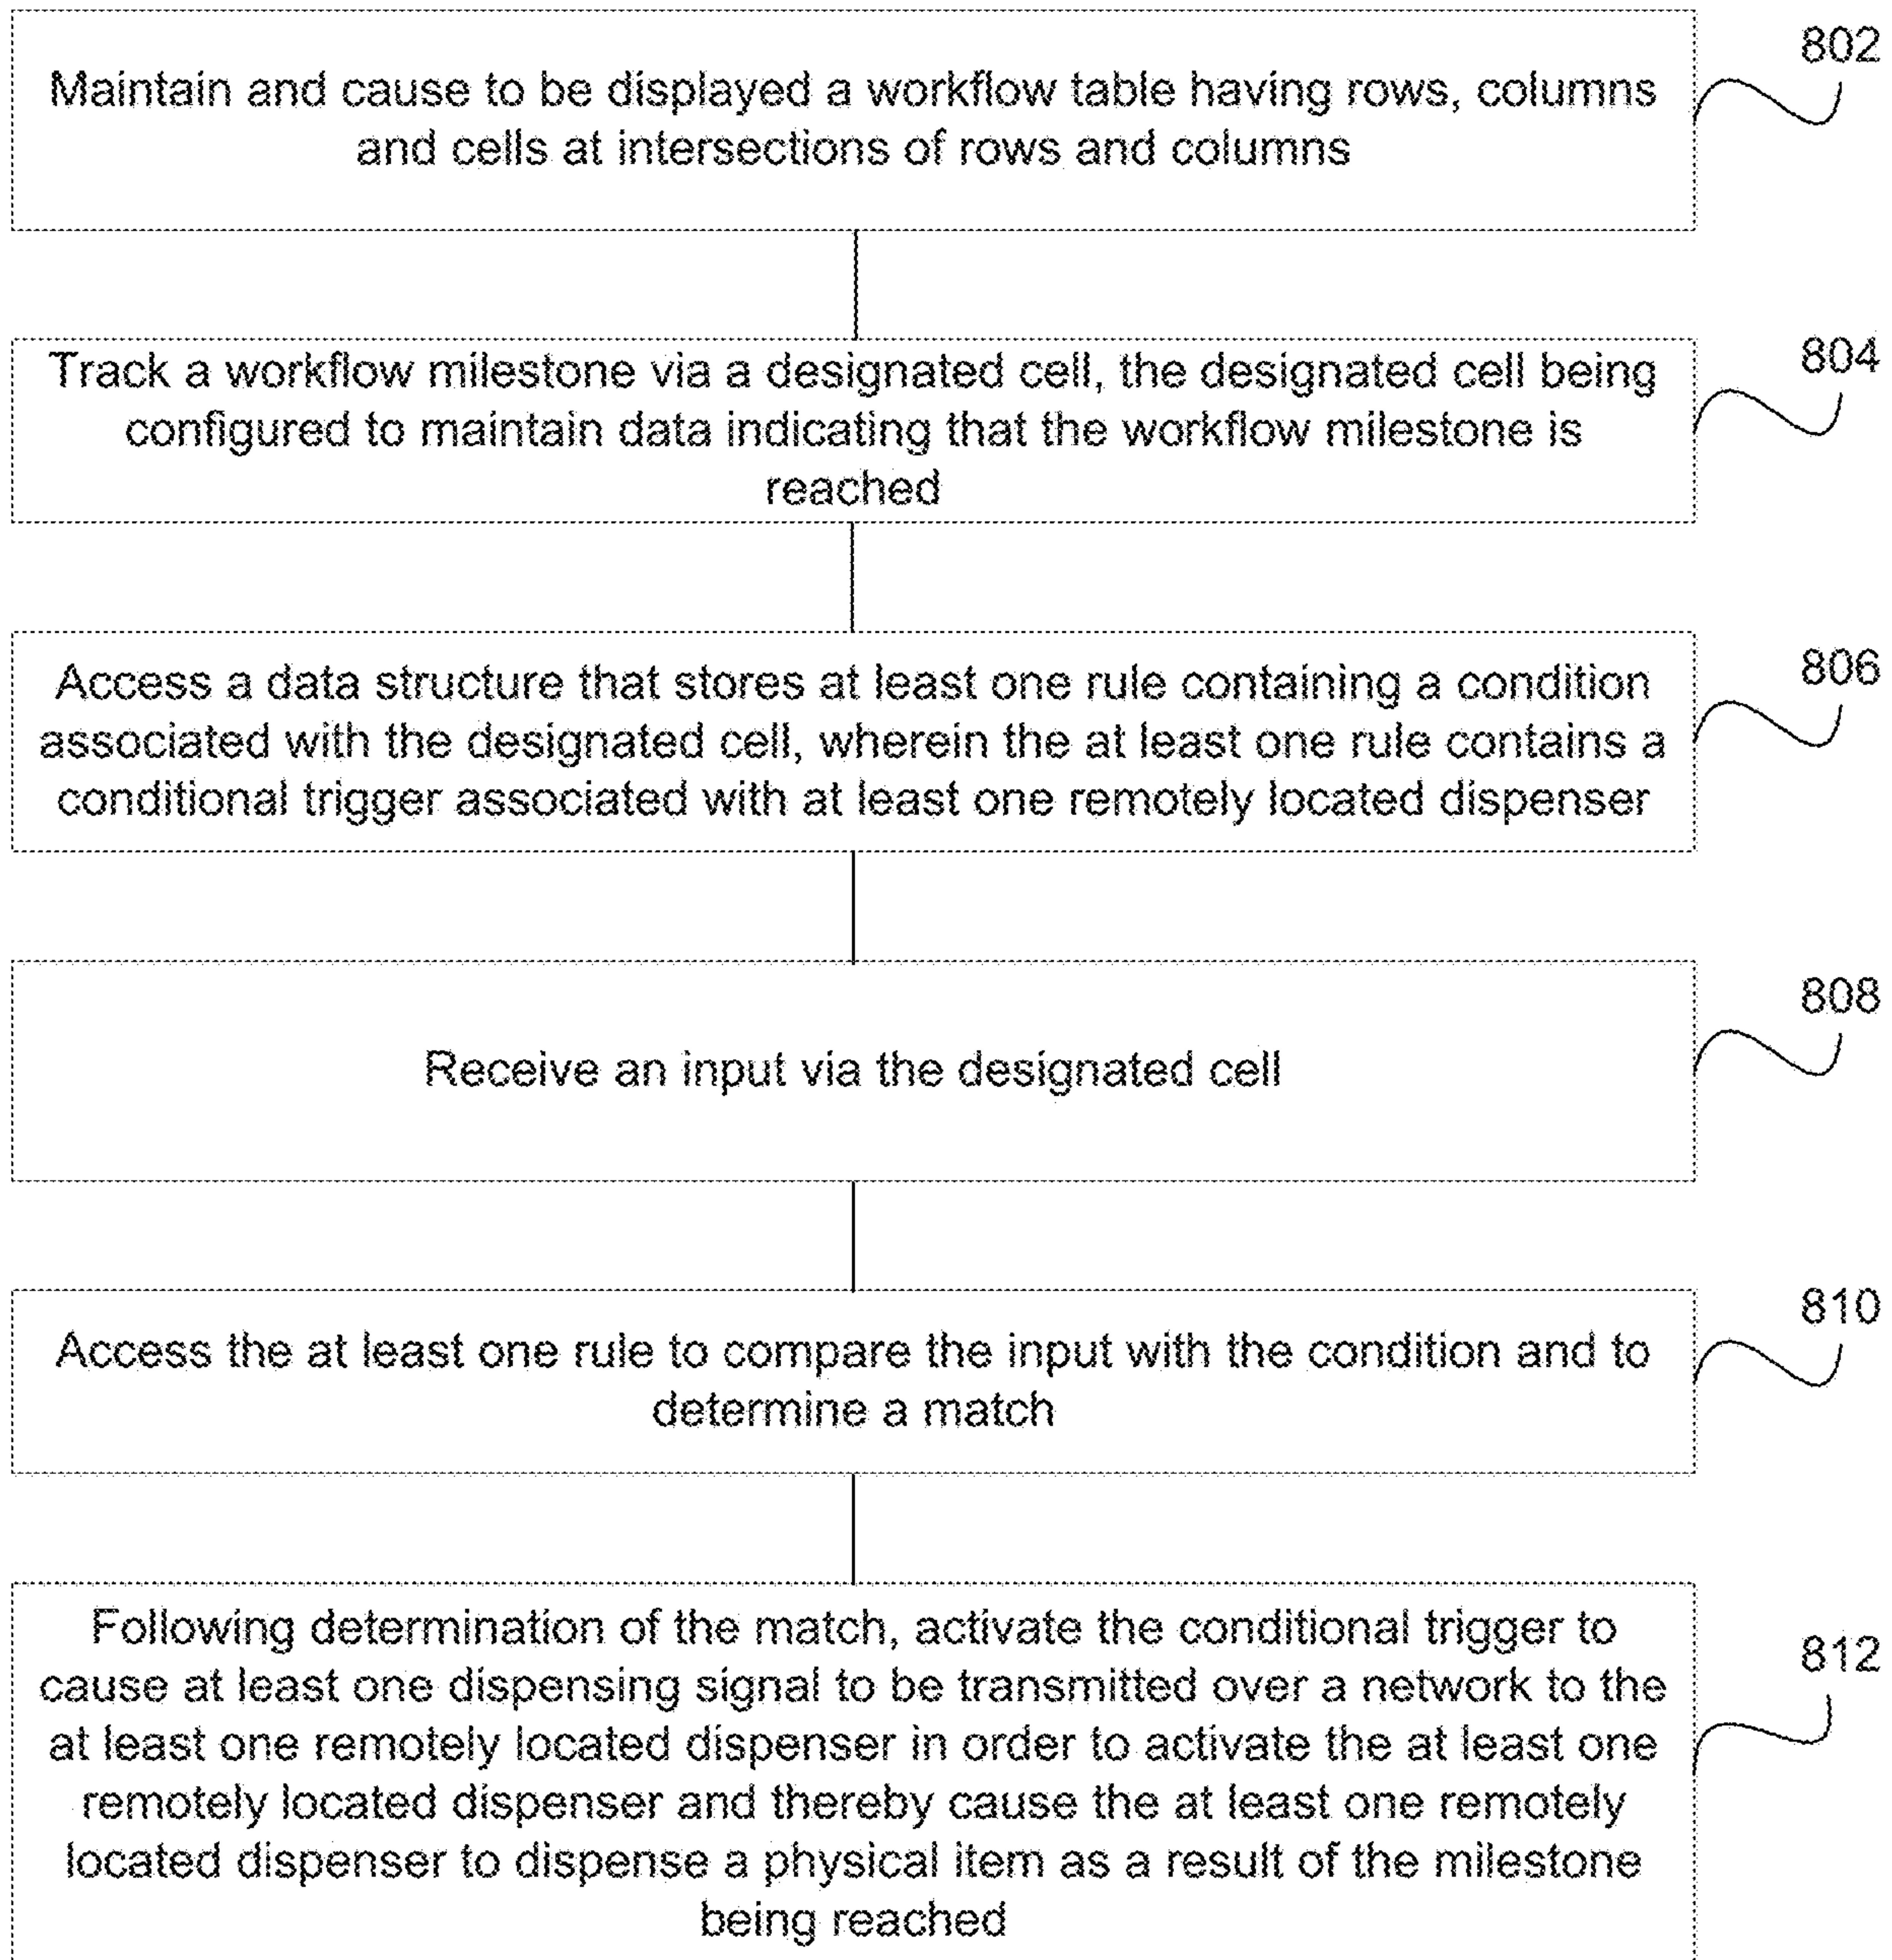 802
Maintain and cause to be displayed a workflow table having rows, columns
and cells at intersections of rows and columns
804
Track a workflow milestone via a designated cell, the designated cell being
configured to maintain data indicating that the workflow milestone is
reached
806
Access a data structure that stores at least one rule containing a condition
associated with the designated cell, wherein the at least one rule contains a
conditional trigger associated with at least one remotely located dispenser
808
Receive an input via the designated cell
810
Access the at least one rule to compare the input with the condition and to
determine a match
812
Following determination of the match, activate the conditional trigger to
cause at least one dispensing signal to be transmitted over a network to the
at least one remotely located dispenser in order to activate the at least one
remotely located dispenser and thereby cause the at least one remotely
located dispenser to dispense a physical item as a result of the milestone
being reached